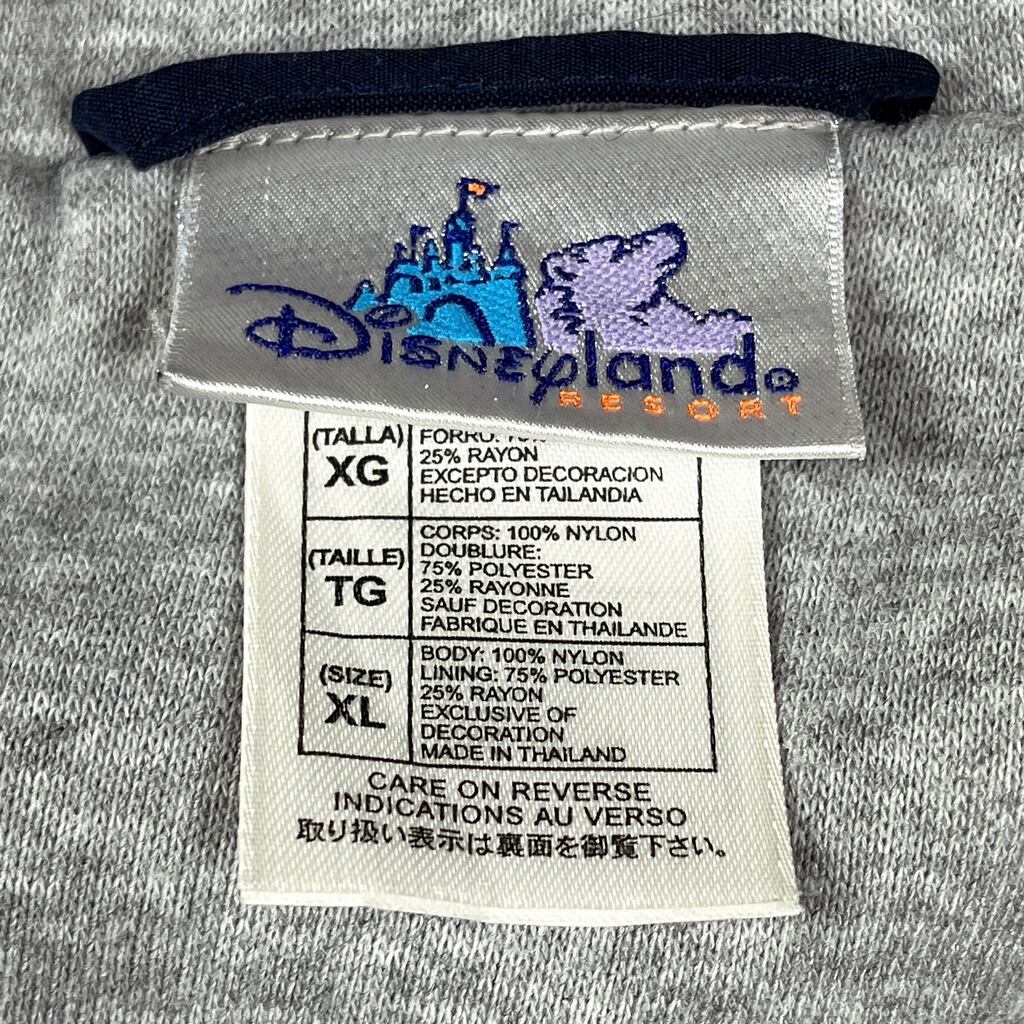 Disneyland
RESORT
(TALLA)
XG
FORRO:
25% RAYON
EXCEPTO DECORACION
HECHO EN TAILANDIA
(TAILLE)
TG
CORPS: 100% NYLON
DOUBLURE:
75% POLYESTER
25% RAYONNE
SAUF DECORATION
FABRIQUE EN THAILANDE
(SIZE)
XL
BODY: 100% NYLON
LINING: 75% POLYESTER
25% RAYON
EXCLUSIVE OF
DECORATION
MADE IN THAILAND
CARE ON REVERSE
INDICATIONS AU VERSO
取り扱い表示は裏面を御覧下さい。